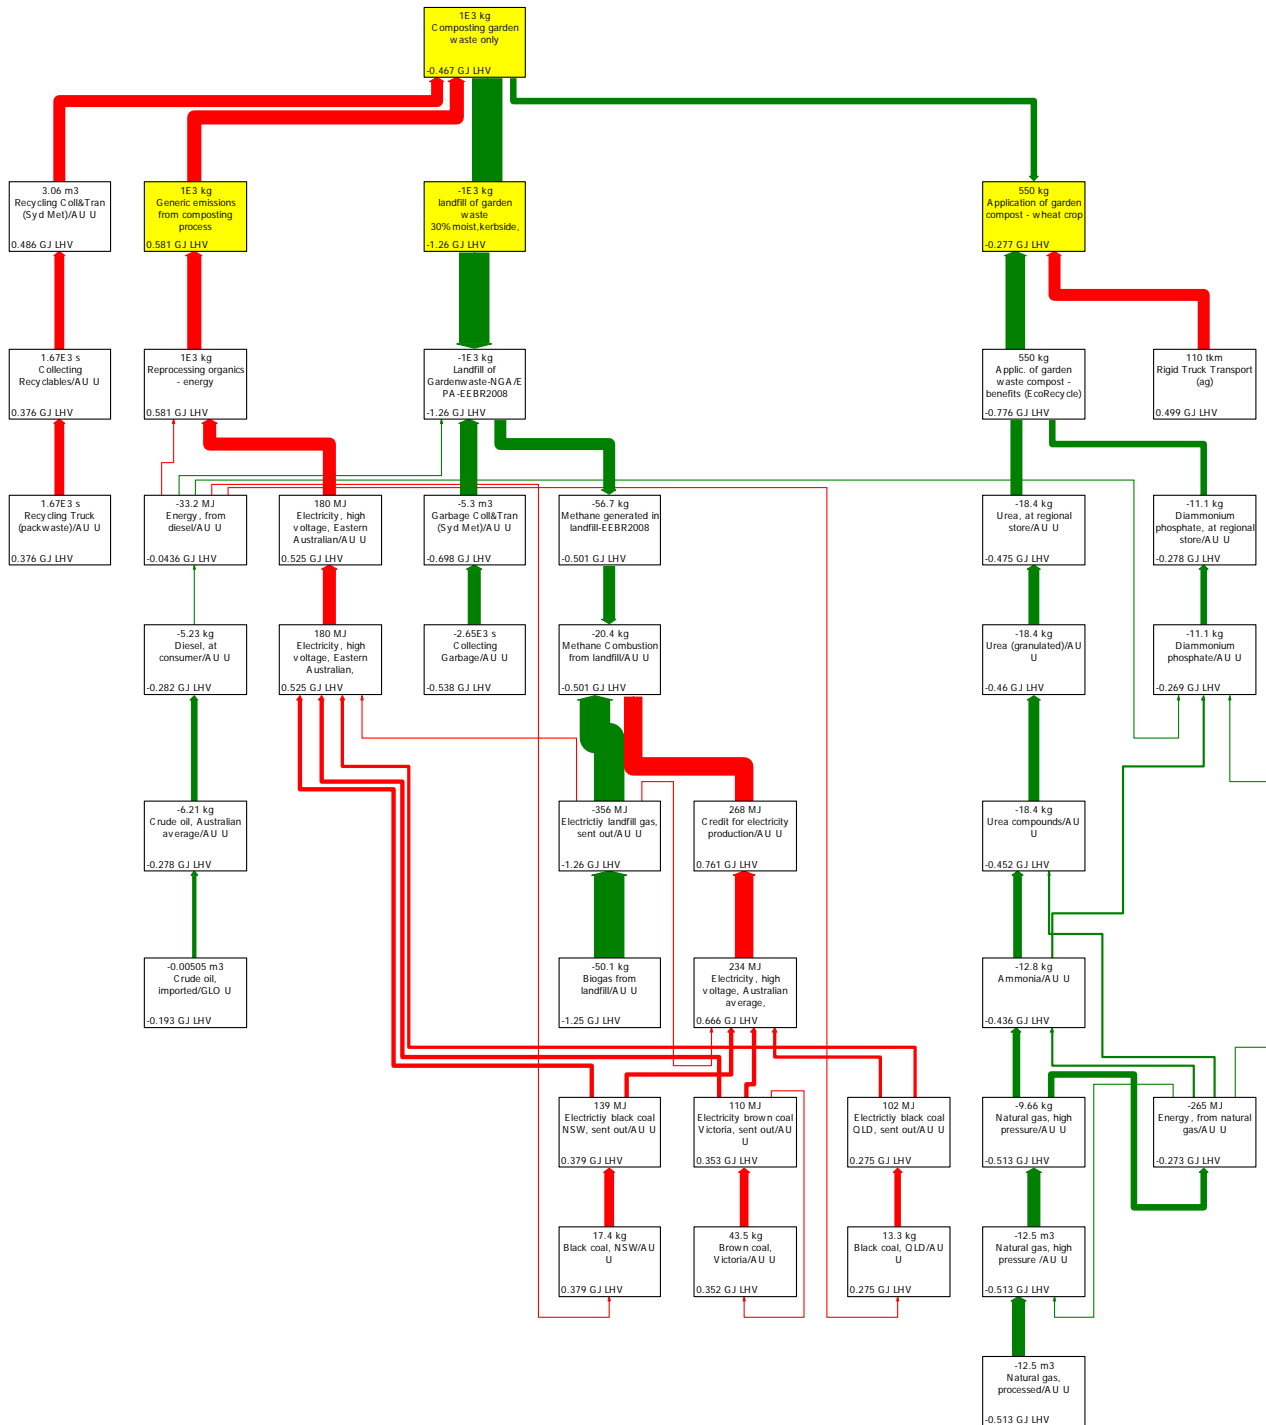 1E3 kg
Composting garden
waste only
-0.467 GJ LHV
3.06 m3
Recycling Coll&Tran
(Syd Met)/AU U
0.486 GJ LHV
1E3 kg
Generic emissions
from composting
process
0.581 GJ LHV
-1E3 kg
landfill of garden
waste
30%moist,kerbside,
-1.26 GJ LHV
550 kg
Application of garden
compost - wheat crop
-0.277 GJ LHV
1.67E3 s
Collecting
Recyclables/AU U
0.376 GJ LHV
1E3 kg
Reprocessing organics
- energy
0.581 GJ LHV
-1E3 kg
Landfill of
Gardenwaste-NGA/E
PA-EEBR2008
-1.26 GJ LHV
550 kg
Applic. of garden
waste compost -
benefits (EcoRecycle)
-0.776 GJ LHV
110 tkm
Rigid Truck Transport
(ag)
0.499 GJ LHV
1.67E3 s
Recycling Truck
(packwaste)/AU U
0.376 GJ LHV
-33.2 MJ
Energy, from
diesel/AU U
-0.0436 GJ LHV
180 MJ
Electricity, high
voltage, Eastern
Australian/AU U
0.525 GJ LHV
-5.3 m3
Garbage Coll&Tran
(Syd Met)/AU U
-0.698 GJ LHV
-56.7 kg
Methane generated in
landfill-EEBR2008
-0.501 GJ LHV
-18.4 kg
Urea, at regional
store/AU U
-0.475 GJ LHV
-11.1 kg
Diammonium
phosphate, at regional
store/AU U
-0.278 GJ LHV
-5.23 kg
Diesel, at
consumer/AU U
-0.282 GJ LHV
180 MJ
Electricity, high
voltage, Eastern
Australian,
0.525 GJ LHV
-2.65E3 s
Collecting
Garbage/AU U
-0.538 GJ LHV
-20.4 kg
Methane Combustion
from landfill/AU U
-0.501 GJ LHV
-18.4 kg
Urea (granulated)/AU
U
-0.46 GJ LHV
-11.1 kg
Diammonium
phosphate/AU U
-0.269 GJ LHV
-6.21 kg
Crude oil, Australian
average/AU U
-0.278 GJ LHV
-356 MJ
Electrictiy landfill gas,
sent out/AU U
-1.26 GJ LHV
268 MJ
Credit for electricity
production/AU U
0.761 GJ LHV
-18.4 kg
Urea compounds/AU
U
-0.452 GJ LHV
-0.00505 m3
Crude oil,
imported/GLO U
-0.193 GJ LHV
-50.1 kg
Biogas from
landfill/AU U
-1.25 GJ LHV
234 MJ
Electricity, high
voltage, Australian
average,
0.666 GJ LHV
-12.8 kg
Ammonia/AU U
-0.436 GJ LHV
139 MJ
Electrictiy black coal
NSW, sent out/AU U
0.379 GJ LHV
110 MJ
Electricity brown coal
Victoria, sent out/AU
U
0.353 GJ LHV
102 MJ
Electrictiy black coal
QLD, sent out/AU U
0.275 GJ LHV
-9.66 kg
Natural gas, high
pressure/AU U
-0.513 GJ LHV
-265 MJ
Energy, from natural
gas/AU U
-0.273 GJ LHV
17.4 kg
Black coal, NSW/AU
U
0.379 GJ LHV
43.5 kg
Brown coal,
Victoria/AU U
0.352 GJ LHV
13.3 kg
Black coal, QLD/AU
U
0.275 GJ LHV
-12.5 m3
Natural gas, high
pressure /AU U
-0.513 GJ LHV
-12.5 m3
Natural gas,
processed/AU U
-0.513 GJ LHV